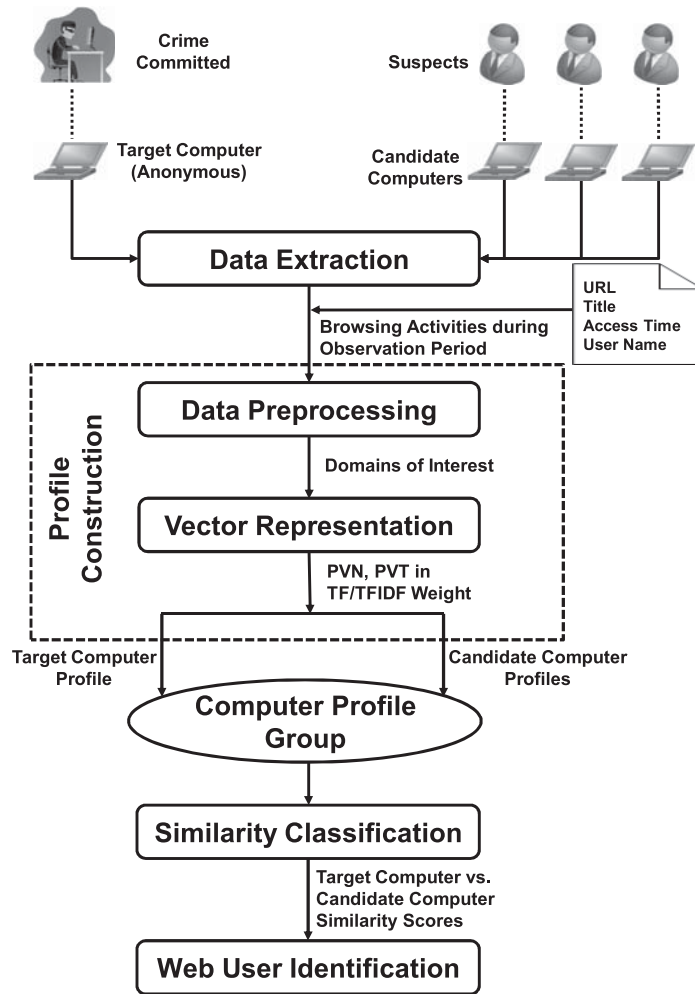 Crime
Committed
Suspects
Target Computer
(Anonymous)
Candidate
Computers
Data Extraction
URL
Title
Access Time
User Name
Browsing Activities during
Observation Period
Profile
Construction
Data Preprocessing
Domains of Interest
Vector Representation
PVN, PVT in
TF/TFIDF Weight
Target Computer
Profile
Candidate Computer
Profiles
Computer Profile
Group
Similarity Classification
Target Computer vs.
Candidate Computer
Similarity Scores
Web User Identification